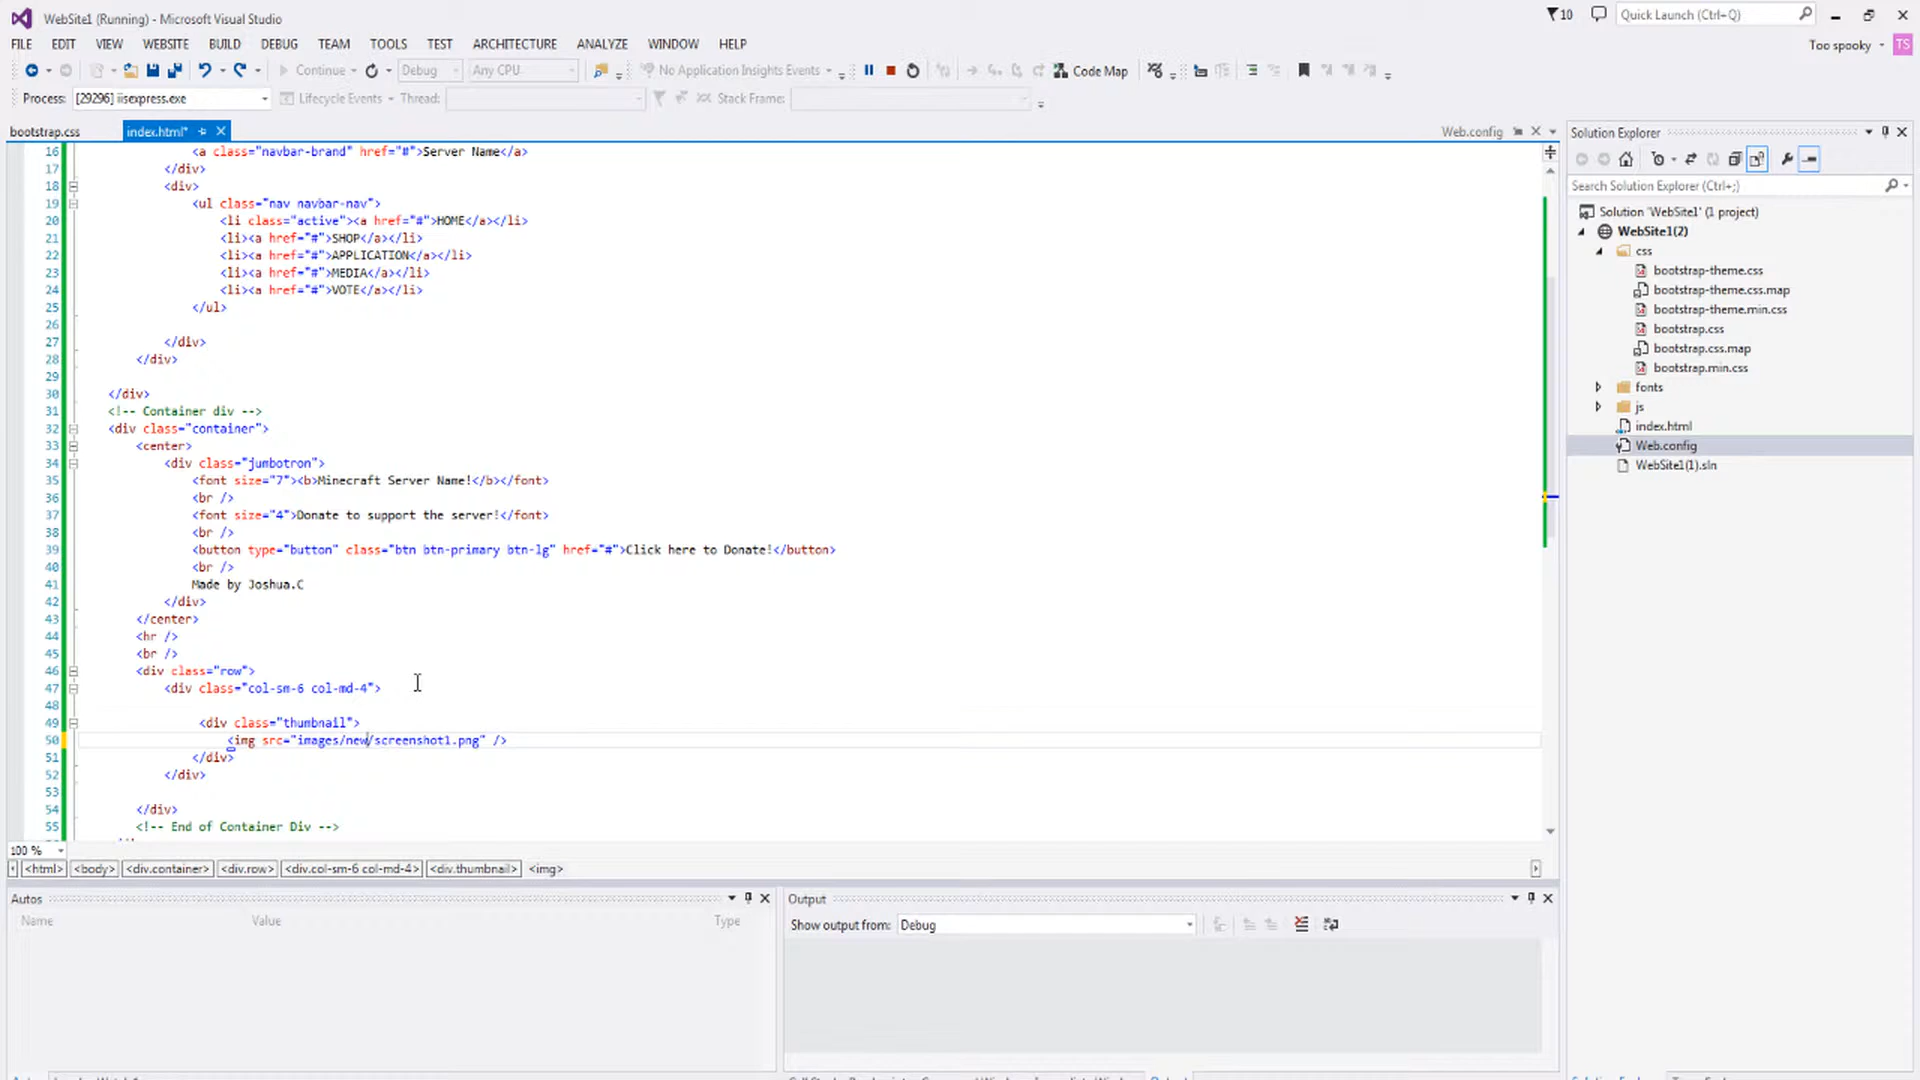 WebSite1 (Running) - Microsoft Visual Studio
10
Quick Launch (Ctrl+Q)
FILE EDIT VIEW WEBSITE BUILD DEBUG TEAM TOOLS TEST ARCHITECTURE ANALYZE WINDOW HELP
Too spooky TS
Continue Debug Any CPU No Application Insights Events Code Map
Process: [29296] iisexpress.exe Lifecycle Events Thread: Stack Frame:
bootstrap.css index.html* Web.config
16 <a class="navbar-brand" href="#">Server Name</a>
17 </div>
18 <div>
19 <ul class="nav navbar-nav">
20 <li class="active"><a href="#">HOME</a></li>
21 <li><a href="#">SHOP</a></li>
22 <li><a href="#">APPLICATION</a></li>
23 <li><a href="#">MEDIA</a></li>
24 <li><a href="#">VOTE</a></li>
25 </ul>
26
27 </div>
28 </div>
29
30 </div>
31 <!-- Container div -->
32 <div class="container">
33 <center>
34 <div class="jumbotron">
35 <font size="7"><b>Minecraft Server Name!</b></font>
36 <br />
37 <font size="4">Donate to support the server!</font>
38 <br />
39 <button type="button" class="btn btn-primary btn-lg" href="#">Click here to Donate!</button>
40 <br />
41 Made by Joshua.C
42 </div>
43 </center>
44 <hr />
45 <br />
46 <div class="row">
47 <div class="col-sm-6 col-md-4">
48
49 <div class="thumbnail">
50 <img src="images/new/screenshot1.png" />
51 </div>
52 </div>
53
54 </div>
55 <!-- End of Container Div -->
100 %
<html> <body> <div.container> <div.row> <div.col-sm-6 col-md-4> <div.thumbnail> <img>
Autos
Name Value Type
Output
Show output from: Debug
Solution Explorer
Search Solution Explorer (Ctrl+;)
Solution 'WebSite1' (1 project)
WebSite1(2)
css
bootstrap-theme.css
bootstrap-theme.css.map
bootstrap-theme.min.css
bootstrap.css
bootstrap.css.map
bootstrap.min.css
fonts
js
index.html
Web.config
WebSite1(1).sln